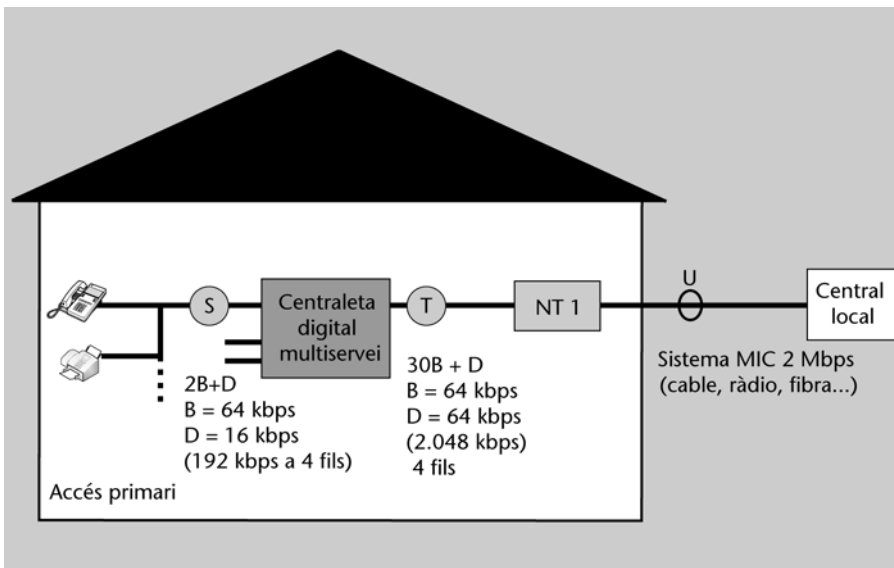 U
S
Centraleta
digital
multiservei
T
NT 1
Central
local
2B+D
B = 64 kbps
D = 16 kbps
(192 kbps a 4 fils)
30B + D
B = 64 kbps
D = 64 kbps
(2.048 kbps)
4 fils
Sistema MIC 2 Mbps
(cable, ràdio, fibra...)
Accés primari